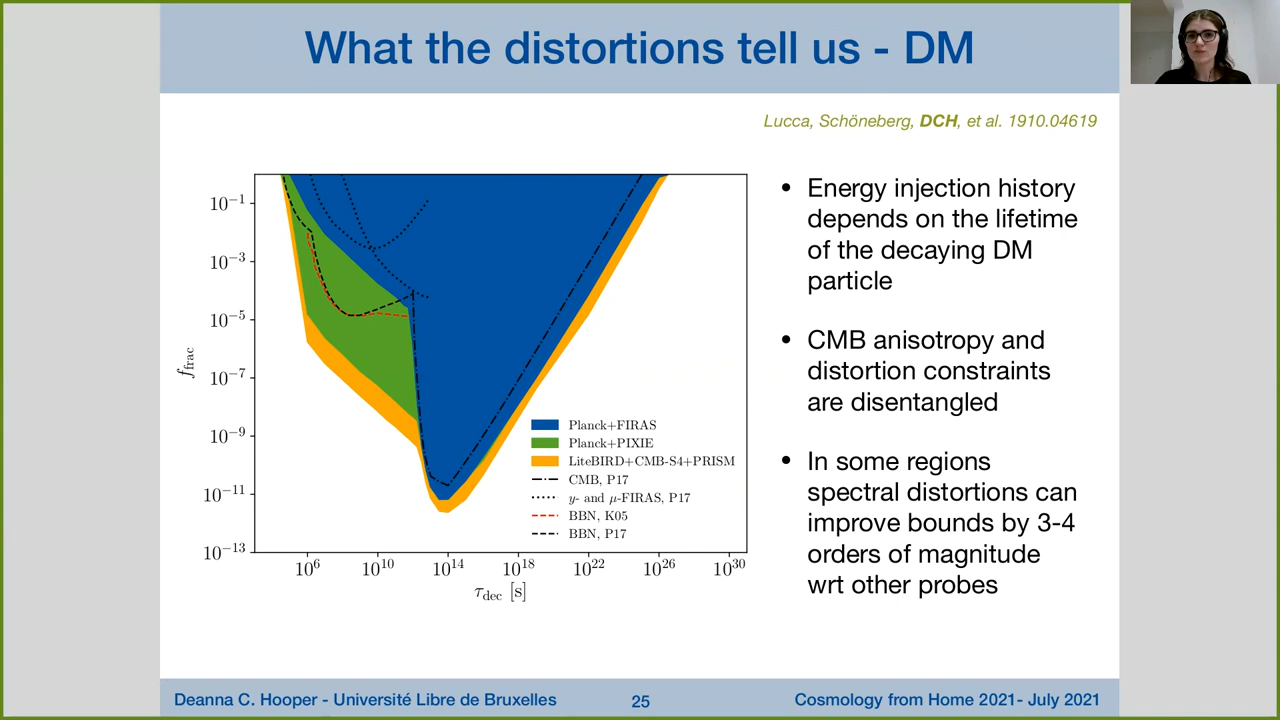 What the distortions tell us - DM
Lucca, Schöneberg, DCH, et al. 1910.04619
10⁻¹
10⁻³
10⁻⁵
10⁻⁷
10⁻⁹
10⁻¹¹
10⁻¹³
f_frac
10⁶
10¹⁰
10¹⁴
10¹⁸
10²²
10²⁶
10³⁰
τ_dec [s]
Planck+FIRAS
Planck+PIXIE
LiteBIRD+CMB-S4+PRISM
CMB, P17
y- and μ-FIRAS, P17
BBN, K05
BBN, P17
• Energy injection history
depends on the lifetime
of the decaying DM
particle
• CMB anisotropy and
distortion constraints
are disentangled
• In some regions
spectral distortions can
improve bounds by 3-4
orders of magnitude
wrt other probes
Deanna C. Hooper - Université Libre de Bruxelles
25
Cosmology from Home 2021- July 2021